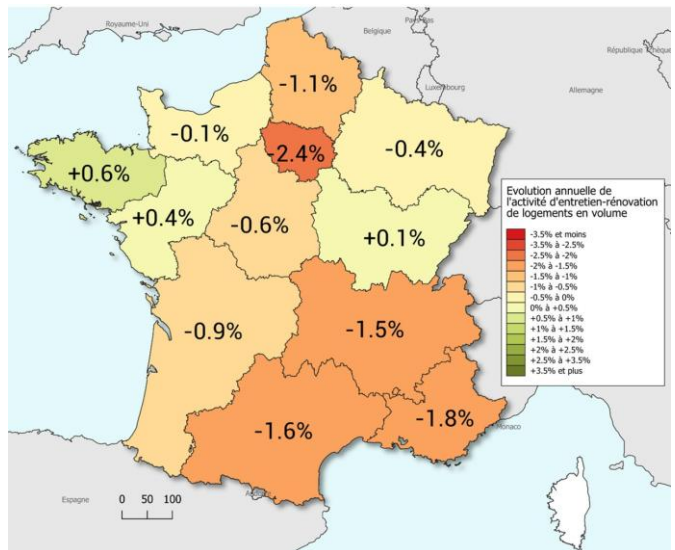 Royaume-Uni
Pays-Bas
Belgique
République Tchèque
Luxembourg
Allemagne
-1.1%
-0.1%
-2.4%
-0.4%
+0.6%
+0.4%
-0.6%
+0.1%
Evolution annuelle de
l'activité d'entretien-rénovation
de logements en volume
-3.5% et moins
-3.5% à -2.5%
-2.5% à -2%
-2% à -1.5%
-1.5% à -1%
-1% à -0.5%
-0.5% à 0%
0% à +0.5%
+0.5% à +1%
+1% à +1.5%
+1.5% à +2%
+2% à +2.5%
+2.5% à +3.5%
+3.5% et plus
-0.9%
-1.5%
-1.6%
-1.8%
Monaco
Espagne
0 50 100